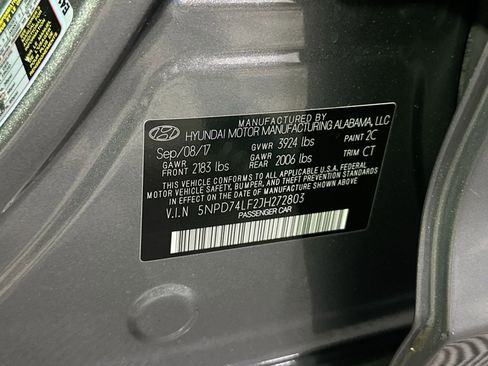 MANUFACTURED BY
HYUNDAI MOTOR MANUFACTURING ALABAMA, LLC
Sep/08/17 GVWR 3924 lbs PAINT 2C
GAWR FRONT 2183 lbs GAWR REAR 2006 lbs TRIM CT
THIS VEHICLE CONFORMS TO ALL APPLICABLE U.S.A. FEDERAL
MOTOR VEHICLE SAFETY, BUMPER, AND THEFT PREVENTION STANDARDS
IN EFFECT ON THE DATE OF MANUFACTURE SHOWN ABOVE.
V.I.N 5NPD74LF2JH272803
PASSENGER CAR